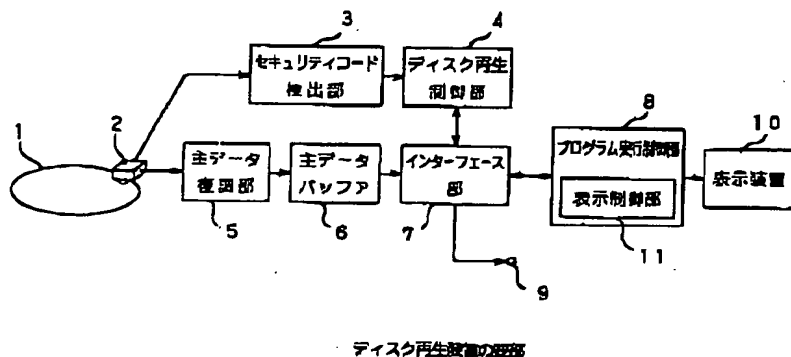 3
4
セキュリティコード
検出部
ディスク再生
制御部
8
10
1
2
主データ
復調部
主データ
バッファ
インターフェース
部
プログラム実行制御部
表示制御部
表示装置
5
6
7
11
9
ディスク再生装置の要部